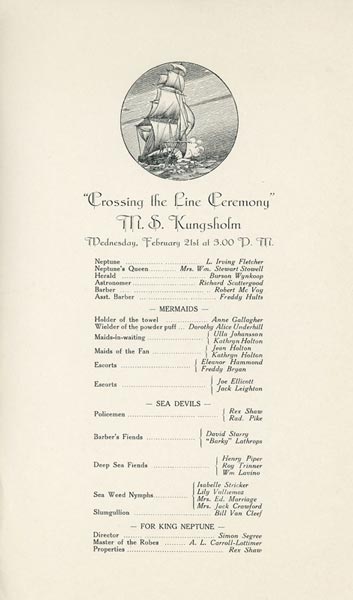 "Crossing the Line Ceremony"
M. S. Kungsholm
Wednesday, February 21st at 3.00 P. M.
Neptune ........ L. Irving Fletcher
Neptune's Queen ........ Mrs. Wm. Stewart Stowell
Herald ........ Burson Wynkoop
Astronomer ........ Richard Scattergood
Barber ........ Robert Mc Voy
Asst. Barber ........ Freddy Hults
— MERMAIDS —
Holder of the towel ........ Anne Gallagher
Wielder of the powder puff ... Dorothy Alice Underhill
Maids-in-waiting ........ { Ulla Johansson
Kathryn Holton
Maids of the Fan ........ { Jean Holton
Kathryn Holton
Escorts ........ { Eleanor Hammond
Freddy Bryan
Escorts ........ { Joe Ellicott
Jack Leighton
— SEA DEVILS —
Policemen ........ { Rex Shaw
Rad. Pike
Barber's Fiends ........ { David Starry
"Barky" Lathrops
Deep Sea Fiends ........ { Henry Piper
Roy Trinner
Wm Lavino
Sea Weed Nymphs ........ { Isabelle Stricker
Lily
Mrs. Ed. Marriage
Mrs. Jack Crawford
Slumgullion ........ Bill Van Cleef
— FOR KING NEPTUNE —
Director ........ Simon Segree
Master of the Robes ........ A. L. Carroll-Lattimer
Properties ........ Rex Shaw